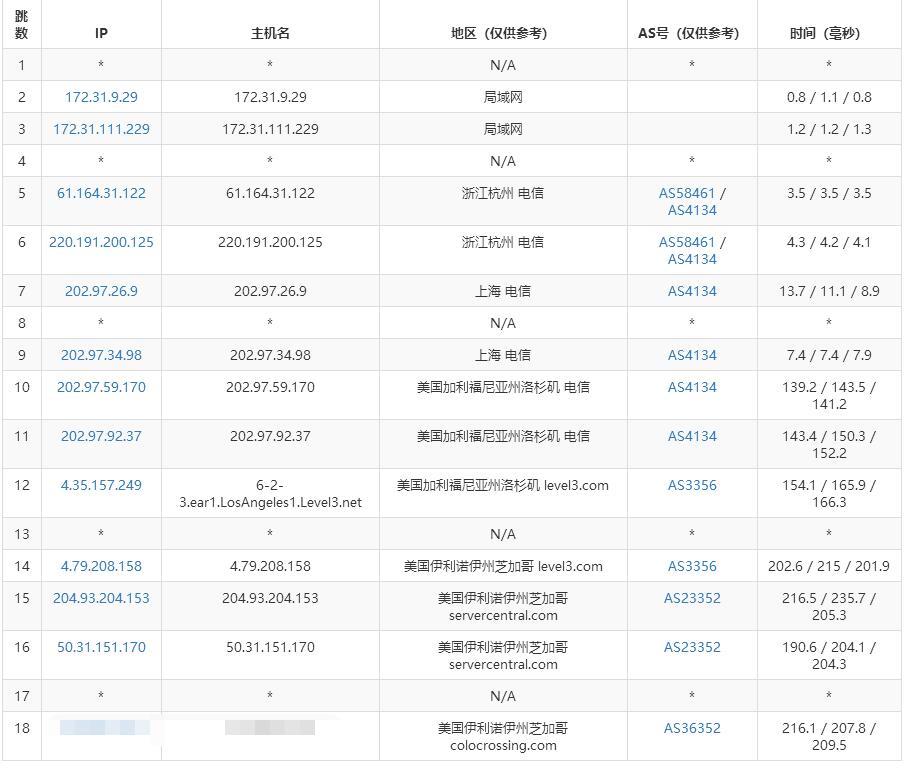 跳
数 IP 主机名 地区（仅供参考） AS号（仅供参考） 时间（毫秒）
1 * * N/A * *
2 172.31.9.29 172.31.9.29 局域网 0.8 / 1.1 / 0.8
3 172.31.111.229 172.31.111.229 局域网 1.2 / 1.2 / 1.3
4 * * N/A * *
5 61.164.31.122 61.164.31.122 浙江杭州 电信 AS58461 / 3.5 / 3.5 / 3.5
AS4134
6 220.191.200.125 220.191.200.125 浙江杭州 电信 AS58461 / 4.3 / 4.2 / 4.1
AS4134
7 202.97.26.9 202.97.26.9 上海 电信 AS4134 13.7 / 11.1 / 8.9
8 * * N/A * *
9 202.97.34.98 202.97.34.98 上海 电信 AS4134 7.4 / 7.4 / 7.9
10 202.97.59.170 202.97.59.170 美国加利福尼亚州洛杉矶 电信 AS4134 139.2 / 143.5 /
141.2
11 202.97.92.37 202.97.92.37 美国加利福尼亚州洛杉矶 电信 AS4134 143.4 / 150.3 /
152.2
12 4.35.157.249 6-2- 美国加利福尼亚州洛杉矶 level3.com AS3356 154.1 / 165.9 /
3.ear1.LosAngeles1.Level3.net 166.3
13 * * N/A * *
14 4.79.208.158 4.79.208.158 美国伊利诺伊州芝加哥 level3.com AS3356 202.6 / 215 / 201.9
15 204.93.204.153 204.93.204.153 美国伊利诺伊州芝加哥 AS23352 216.5 / 235.7 /
servercentral.com 205.3
16 50.31.151.170 50.31.151.170 美国伊利诺伊州芝加哥 AS23352 190.6 / 204.1 /
servercentral.com 204.3
17 * * N/A * *
18 美国伊利诺伊州芝加哥 AS36352 216.1 / 207.8 /
colocrossing.com 209.5